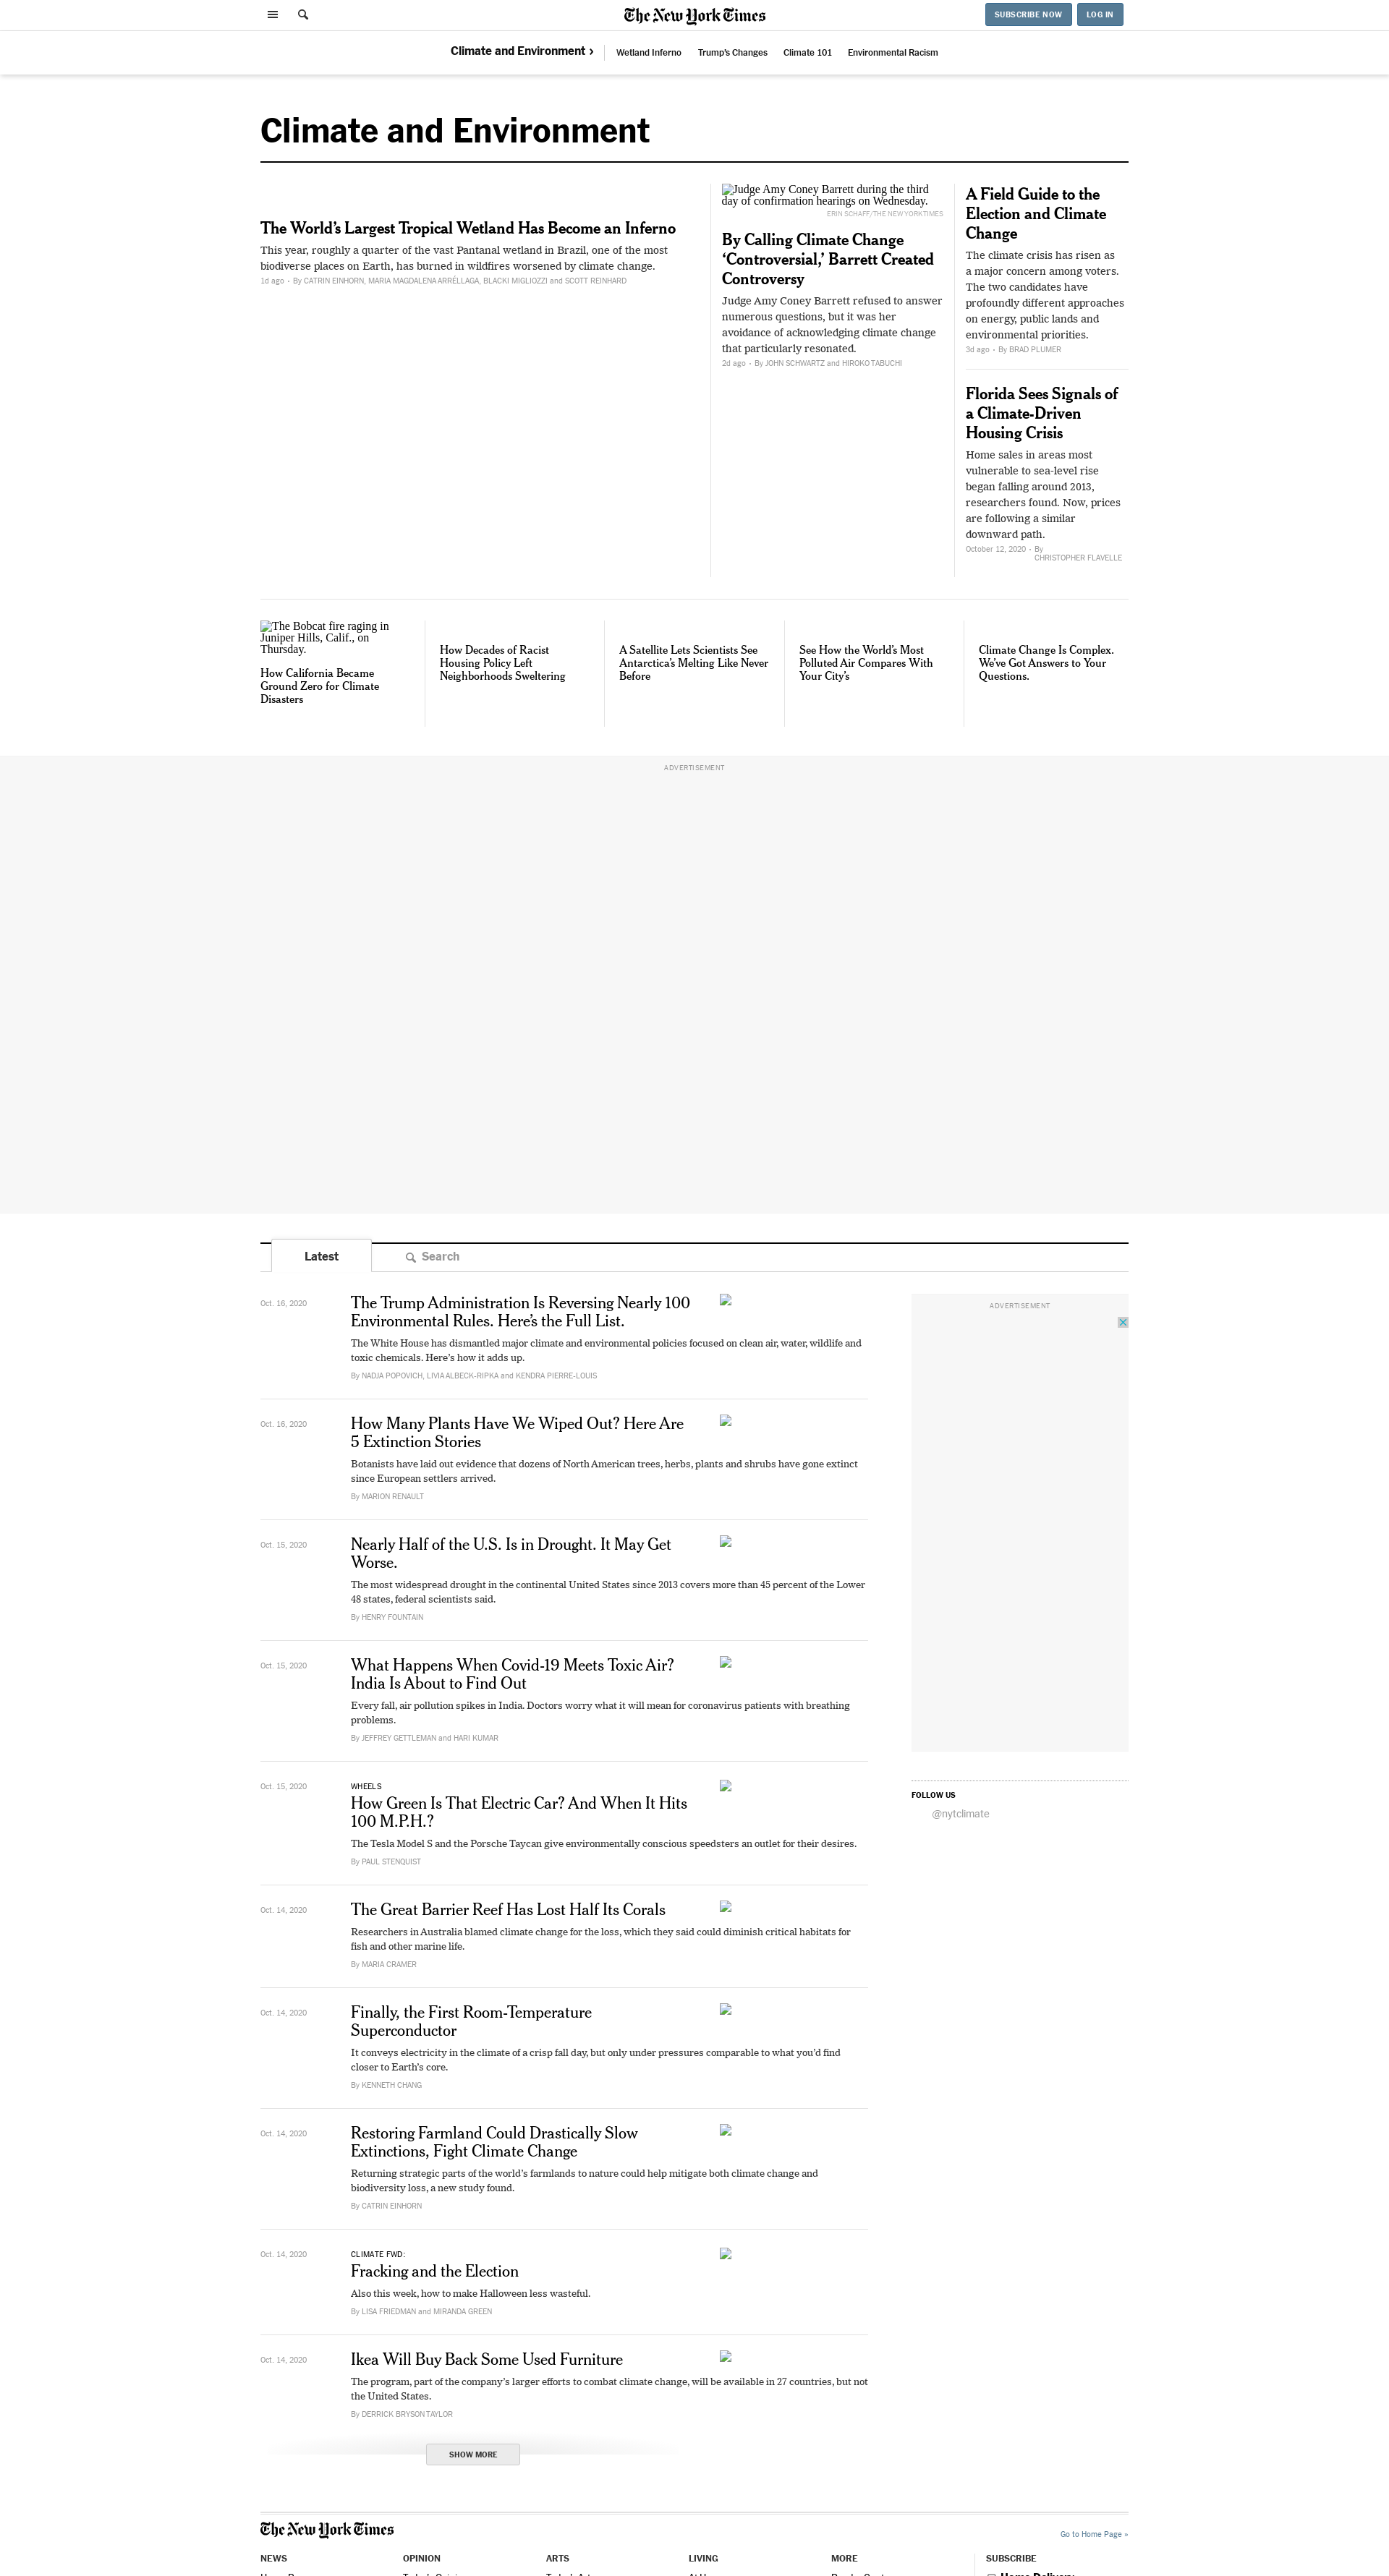 The New York Times
SUBSCRIBE NOW
LOG IN
Climate and Environment ›
Wetland Inferno
Trump's Changes
Climate 101
Environmental Racism
Climate and Environment
The World's Largest Tropical Wetland Has Become an Inferno
This year, roughly a quarter of the vast Pantanal wetland in Brazil, one of the most
biodiverse places on Earth, has burned in wildfires worsened by climate change.
1d ago • By CATRIN EINHORN, MARIA MAGDALENA ARRÉLLAGA, BLACKI MIGLIOZZI and SCOTT REINHARD
Judge Amy Coney Barrett during the third
day of confirmation hearings on Wednesday.
ERIN SCHAFF/THE NEW YORK TIMES
By Calling Climate Change
‘Controversial,’ Barrett Created
Controversy
Judge Amy Coney Barrett refused to answer
numerous questions, but it was her
avoidance of acknowledging climate change
that particularly resonated.
2d ago • By JOHN SCHWARTZ and HIROKO TABUCHI
A Field Guide to the
Election and Climate
Change
The climate crisis has risen as
a major concern among voters.
The two candidates have
profoundly different approaches
on energy, public lands and
environmental priorities.
3d ago • By BRAD PLUMER
Florida Sees Signals of
a Climate-Driven
Housing Crisis
Home sales in areas most
vulnerable to sea-level rise
began falling around 2013,
researchers found. Now, prices
are following a similar
downward path.
October 12, 2020 • By
CHRISTOPHER FLAVELLE
The Bobcat fire raging in
Juniper Hills, Calif., on
Thursday.
How California Became
Ground Zero for Climate
Disasters
How Decades of Racist
Housing Policy Left
Neighborhoods Sweltering
A Satellite Lets Scientists See
Antarctica’s Melting Like Never
Before
See How the World’s Most
Polluted Air Compares With
Your City’s
Climate Change Is Complex.
We’ve Got Answers to Your
Questions.
ADVERTISEMENT
Latest
Search
Oct. 16, 2020
The Trump Administration Is Reversing Nearly 100
Environmental Rules. Here’s the Full List.
The White House has dismantled major climate and environmental policies focused on clean air, water, wildlife and
toxic chemicals. Here’s how it adds up.
By NADJA POPOVICH, LIVIA ALBECK-RIPKA and KENDRA PIERRE-LOUIS
ADVERTISEMENT
Oct. 16, 2020
How Many Plants Have We Wiped Out? Here Are
5 Extinction Stories
Botanists have laid out evidence that dozens of North American trees, herbs, plants and shrubs have gone extinct
since European settlers arrived.
By MARION RENAULT
Oct. 15, 2020
Nearly Half of the U.S. Is in Drought. It May Get
Worse.
The most widespread drought in the continental United States since 2013 covers more than 45 percent of the Lower
48 states, federal scientists said.
By HENRY FOUNTAIN
Oct. 15, 2020
What Happens When Covid-19 Meets Toxic Air?
India Is About to Find Out
Every fall, air pollution spikes in India. Doctors worry what it will mean for coronavirus patients with breathing
problems.
By JEFFREY GETTLEMAN and HARI KUMAR
Oct. 15, 2020
WHEELS
How Green Is That Electric Car? And When It Hits
100 M.P.H.?
The Tesla Model S and the Porsche Taycan give environmentally conscious speedsters an outlet for their desires.
By PAUL STENQUIST
FOLLOW US
@nytclimate
Oct. 14, 2020
The Great Barrier Reef Has Lost Half Its Corals
Researchers in Australia blamed climate change for the loss, which they said could diminish critical habitats for
fish and other marine life.
By MARIA CRAMER
Oct. 14, 2020
Finally, the First Room-Temperature
Superconductor
It conveys electricity in the climate of a crisp fall day, but only under pressures comparable to what you’d find
closer to Earth’s core.
By KENNETH CHANG
Oct. 14, 2020
Restoring Farmland Could Drastically Slow
Extinctions, Fight Climate Change
Returning strategic parts of the world’s farmlands to nature could help mitigate both climate change and
biodiversity loss, a new study found.
By CATRIN EINHORN
Oct. 14, 2020
CLIMATE FWD:
Fracking and the Election
Also this week, how to make Halloween less wasteful.
By LISA FRIEDMAN and MIRANDA GREEN
Oct. 14, 2020
Ikea Will Buy Back Some Used Furniture
The program, part of the company’s larger efforts to combat climate change, will be available in 27 countries, but not
the United States.
By DERRICK BRYSON TAYLOR
SHOW MORE
The New York Times
Go to Home Page »
NEWS
OPINION
ARTS
LIVING
MORE
SUBSCRIBE